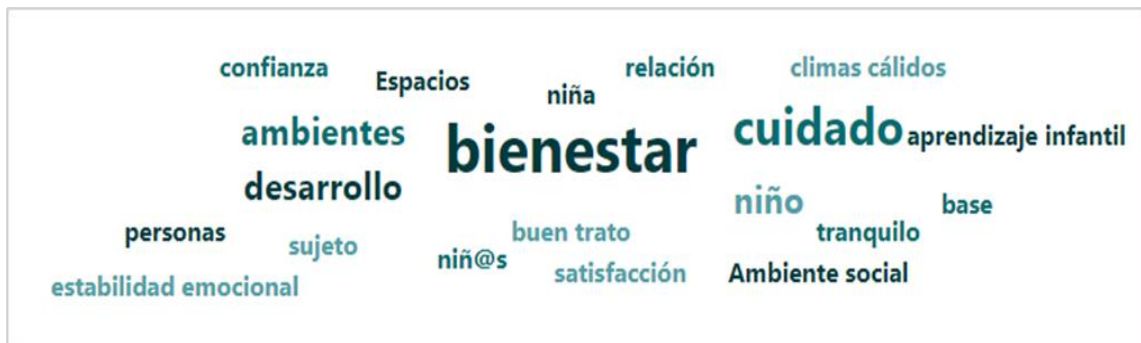 confianza
Espacios
niña
relación
climas cálidos
ambientes
bienestar
cuidado
aprendizaje infantil
desarrollo
niño
base
personas
sujeto
niñ@s
buen trato
tranquilo
estabilidad emocional
satisfacción
Ambiente social